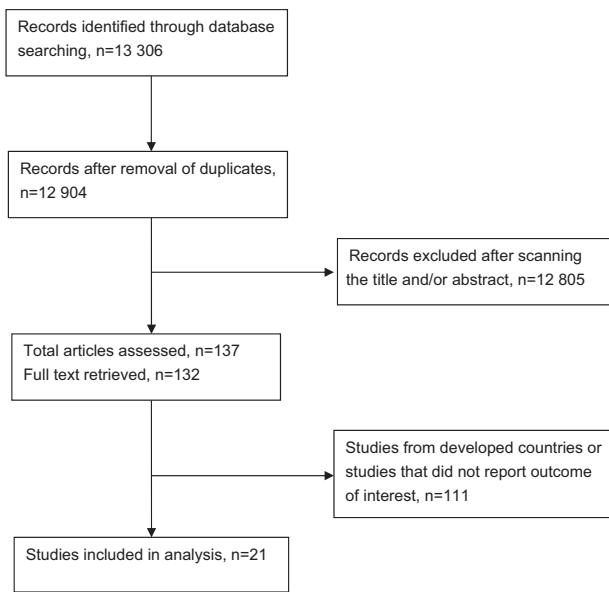 Records identified through database
searching, n=13 306
Records after removal of duplicates,
n=12 904
Records excluded after scanning
the title and/or abstract, n=12 805
Total articles assessed, n=137
Full text retrieved, n=132
Studies from developed countries or
studies that did not report outcome
of interest, n=111
Studies included in analysis, n=21